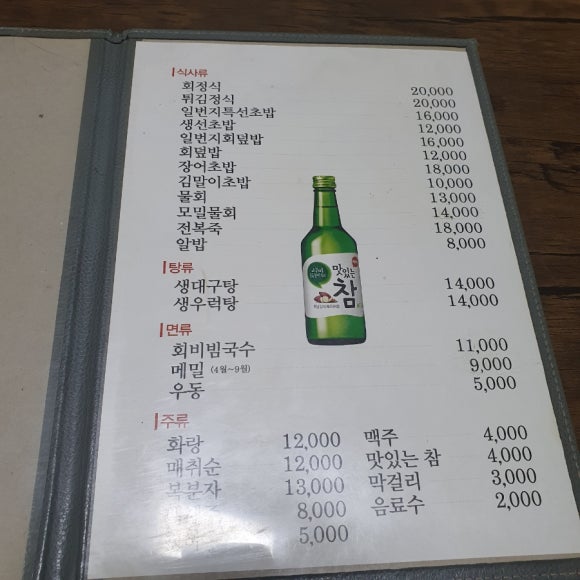 식사류
회정식 20,000
튀김정식 20,000
일번지특선초밥 16,000
생선초밥 12,000
일번지회덮밥 16,000
회덮밥 12,000
장어초밥 18,000
김말이초밥 10,000
물회 13,000
모밀물회 14,000
전복죽 18,000
알밥 8,000
탕류
생대구탕 14,000
생우럭탕 14,000
맛있는
참
면류
회비빔국수 11,000
메밀 (4월~9월) 9,000
우동 5,000
주류
화랑 12,000 맥주 4,000
매취순 12,000 맛있는 참 4,000
복분자 13,000 막걸리 3,000
8,000 음료수 2,000
5,000